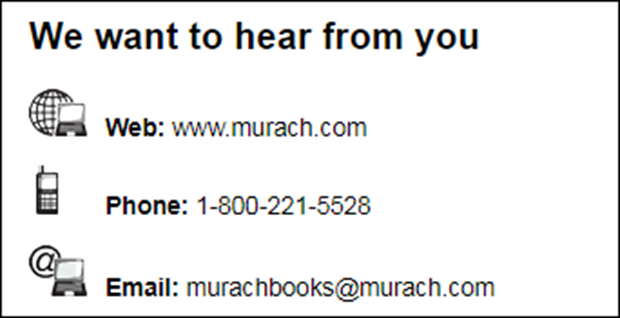 We want to hear from you
Web: www.murach.com
Phone: 1-800-221-5528
Email: murachbooks@murach.com